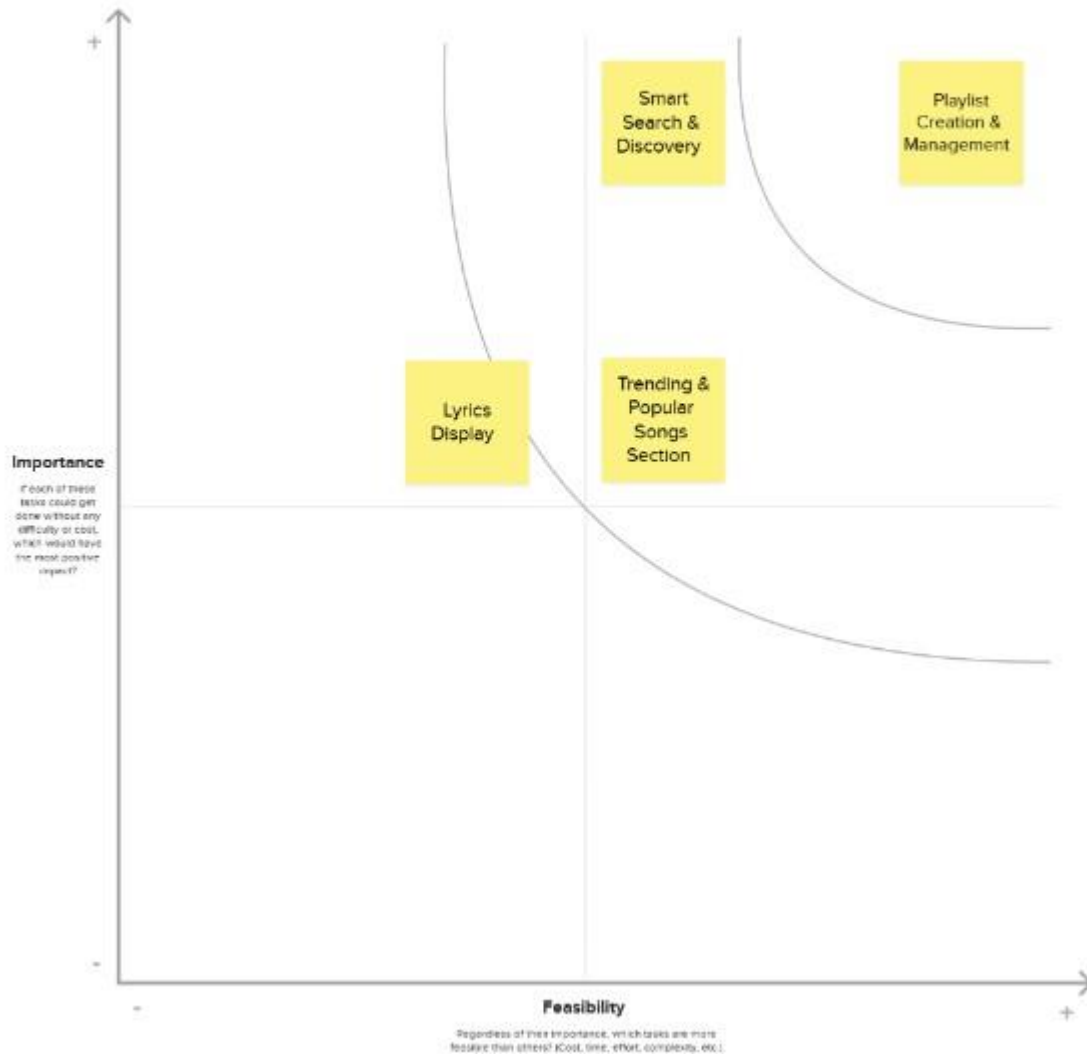 +
Smart
Search &
Discovery
Playlist
Creation &
Management
Lyrics
Display
Trending &
Popular
Songs
Section
Importance
If each of these
tasks could get
done without any
difficulty or cost,
which would have
the most positive
impact?
-
-
Feasibility
+
Regardless of their importance, which tasks are more
feasible than others? (Cost, time, effort, complexity, etc.)